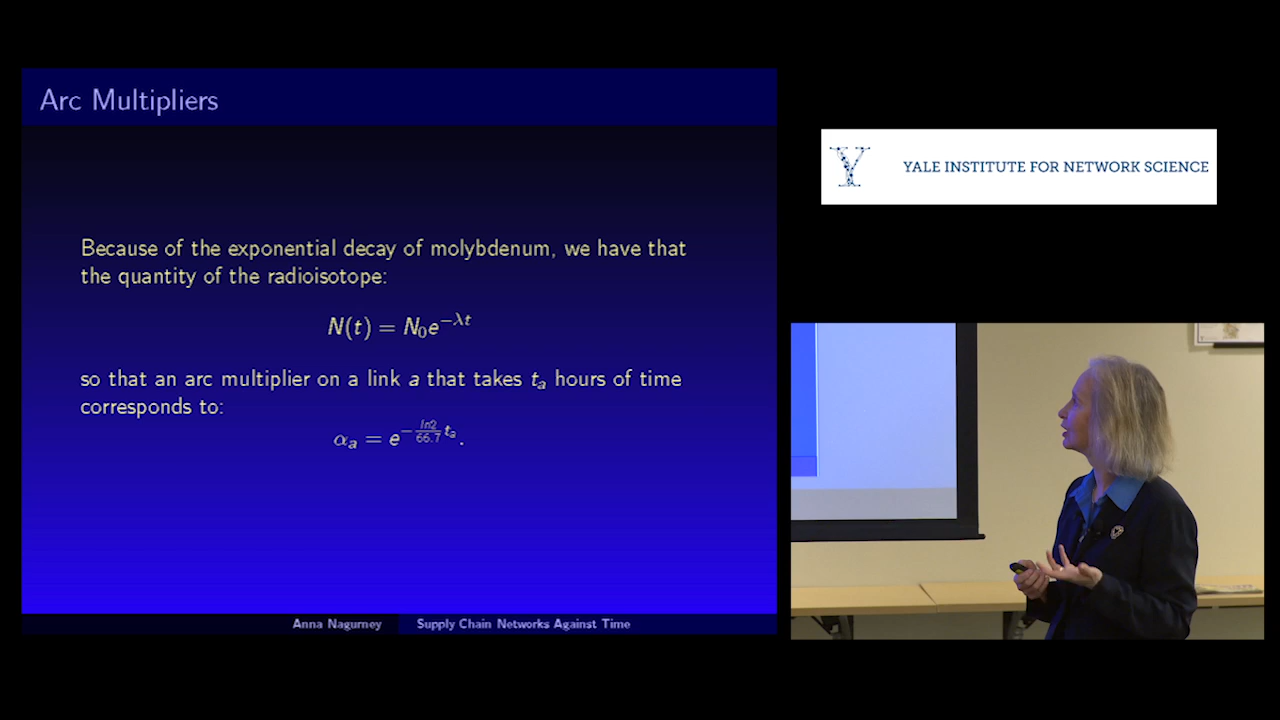 Arc Multipliers
Because of the exponential decay of molybdenum, we have that
the quantity of the radioisotope:
N(t) = N₀e^{−λt}
so that an arc multiplier on a link a that takes tₐ hours of time
corresponds to:
αₐ = e^{−\frac{ln2}{66.7}tₐ}.
Anna Nagurney
Supply Chain Networks Against Time
YALE INSTITUTE FOR NETWORK SCIENCE